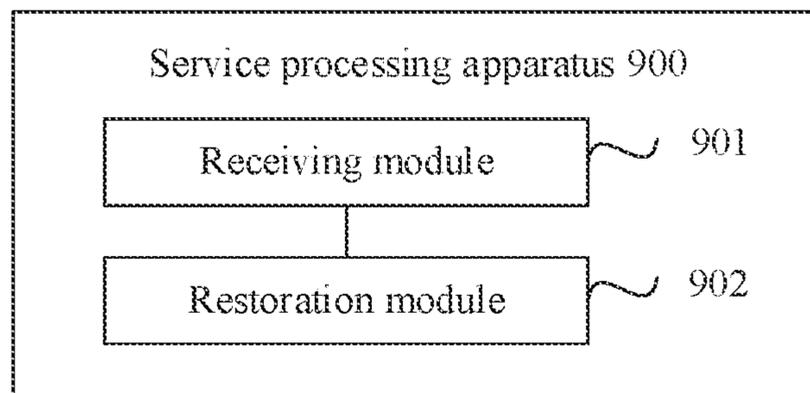 Service processing apparatus 900
Receiving module
901
Restoration module
902